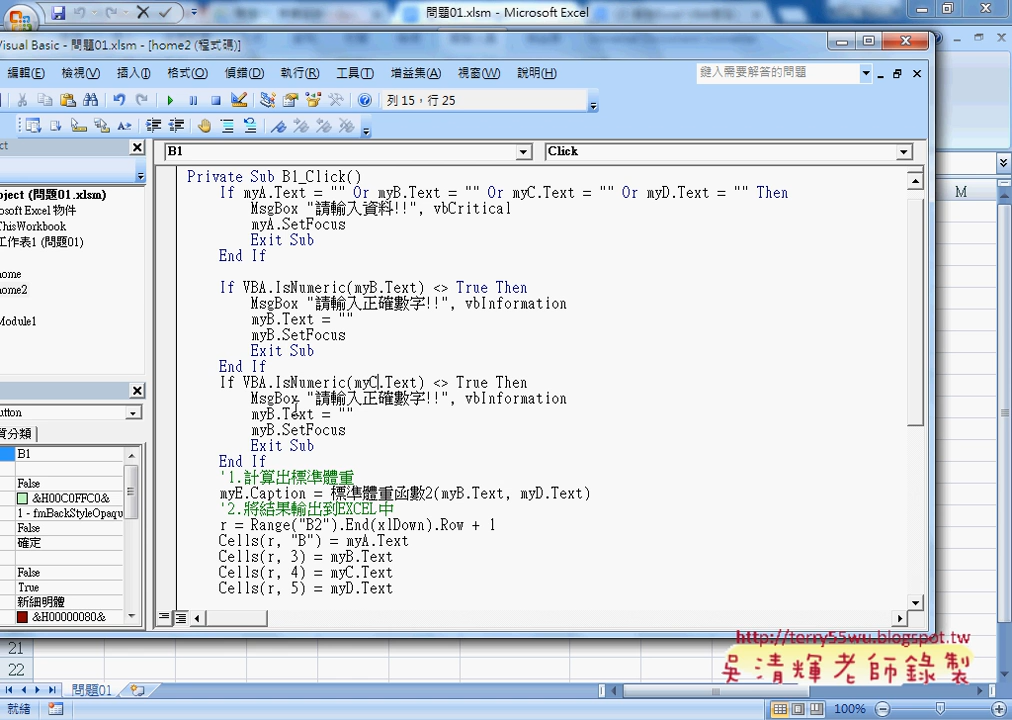 問題01.xlsm - Microsoft Excel
Visual Basic - 問題01.xlsm - [home2 (程式碼)]
編輯(E) 檢視(V) 插入(I) 格式(O) 偵錯(D) 執行(R) 工具(T) 增益集(A) 視窗(W) 說明(H)
鍵入需要解答的問題
列 15，行 25
B1 Click
M
oject (問題01.xlsm)
osoft Excel 物件
ThisWorkbook
工作表1 (問題01)
ome
ome2
Module1
utton
質分類
B1
False
&H00C0FFC0&
1 - fmBackStyleOpaqu
False
確定
False
True
新細明體
&H00000080&
Private Sub B1_Click()
If myA.Text = "" Or myB.Text = "" Or myC.Text = "" Or myD.Text = "" Then
MsgBox "請輸入資料!!", vbCritical
myA.SetFocus
Exit Sub
End If
If VBA.IsNumeric(myB.Text) <> True Then
MsgBox "請輸入正確數字!!", vbInformation
myB.Text = ""
myB.SetFocus
Exit Sub
End If
If VBA.IsNumeric(myC.Text) <> True Then
MsgBox "請輸入正確數字!!", vbInformation
myB.Text = ""
myB.SetFocus
Exit Sub
End If
'1.計算出標準體重
myE.Caption = 標準體重函數2(myB.Text, myD.Text)
'2.將結果輸出到EXCEL中
r = Range("B2").End(xlDown).Row + 1
Cells(r, "B") = myA.Text
Cells(r, 3) = myB.Text
Cells(r, 4) = myC.Text
Cells(r, 5) = myD.Text
21
22
http://terry55wu.blogspot.tw
吳清輝老師錄製
問題01
就緒
100%